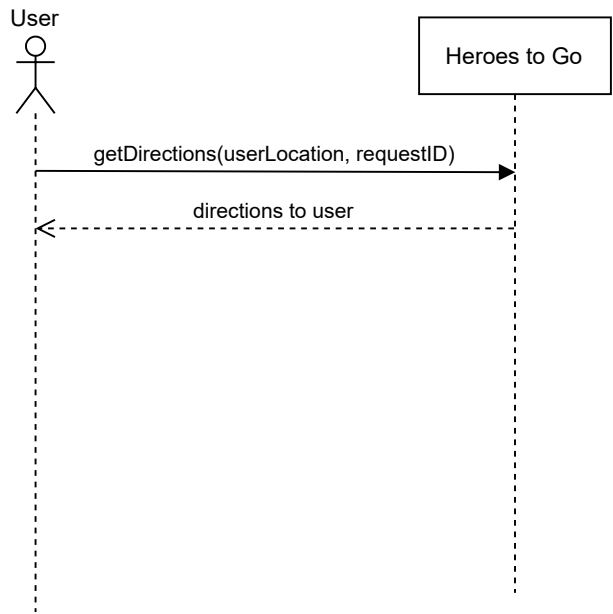 User
Heroes to Go
getDirections(userLocation, requestID)
directions to user